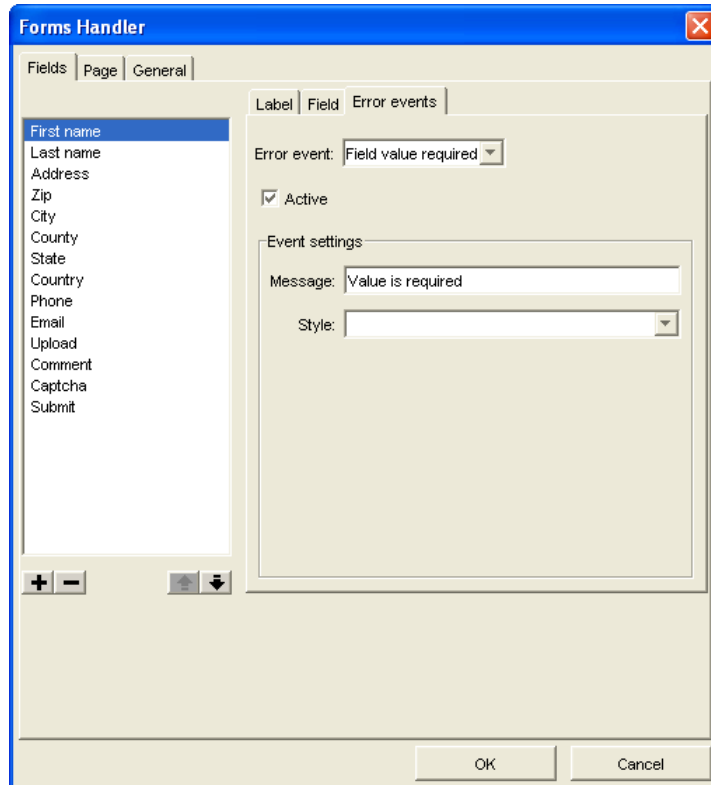 Forms Handler
Fields Page General
Label Field Error events
First name
Last name
Address
Zip
City
County
State
Country
Phone
Email
Upload
Comment
Captcha
Submit
Error event: Field value required
Active
Event settings
Message: Value is required
Style:
OK Cancel